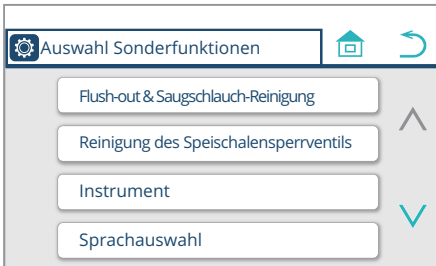 Auswahl Sonderfunktionen
Flush-out & Saugschlauch-Reinigung
Reinigung des Speischalensperrventils
Instrument
Sprachauswahl